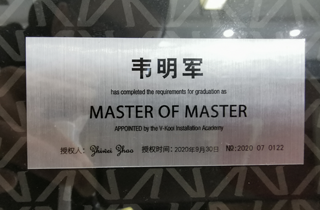 韦明军
has completed the requirements for graduation as
MASTER OF MASTER
APPOINTED by the V-Kool Installation Academy
授权人: Zhiwei Zhao 授权时间: 2020年9月30日 NO:2020 07 0122